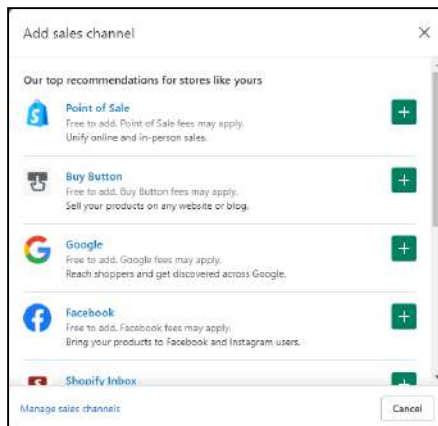 Add sales channel
Our top recommendations for stores like yours
Point of Sale
Free to add. Point of Sale fees may apply.
Unify online and in-person sales.
Buy Button
Free to add. Buy Button fees may apply.
Sell your products on any website or blog.
Google
Free to add. Google fees may apply.
Reach shoppers and get discovered across Google.
Facebook
Free to add. Facebook fees may apply.
Bring your products to Facebook and Instagram users.
Shopify Inbox
Manage sales channels
Cancel